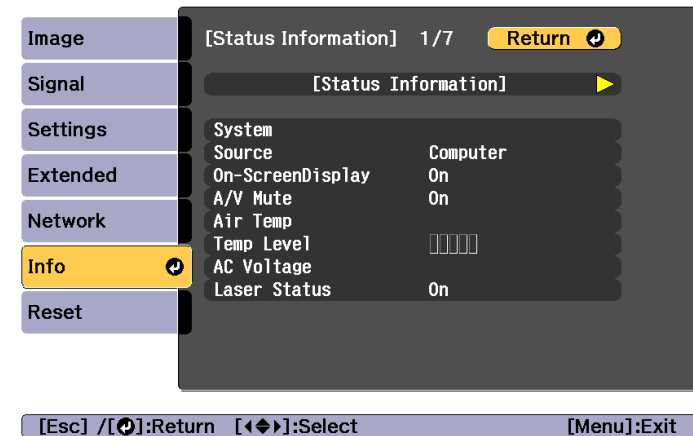 Image
Signal
Settings
Extended
Network
Info
Reset
[Status Information] 1/7 Return
[Status Information]
System
Source Computer
On-ScreenDisplay On
A/V Mute On
Air Temp
Temp Level
AC Voltage
Laser Status On
[Esc] /[ ]:Return [ ]:Select [Menu]:Exit